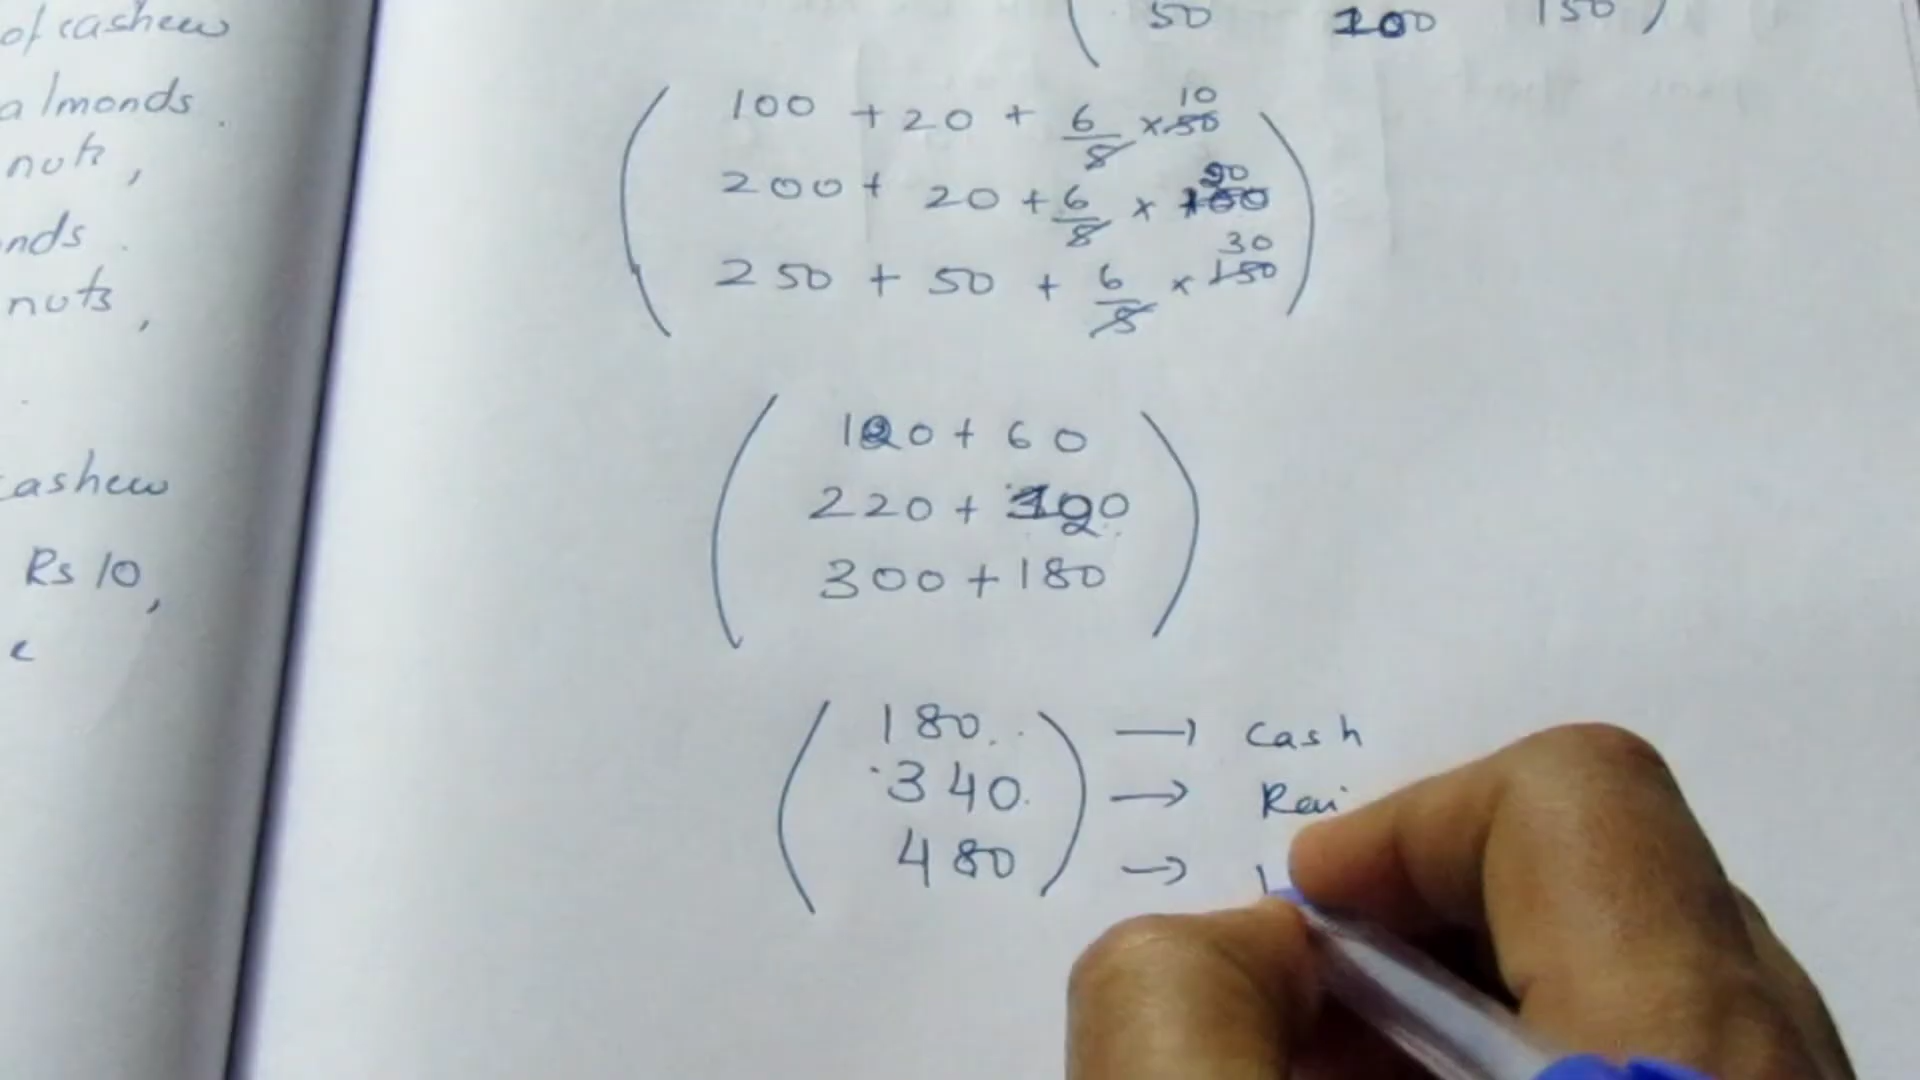 of cashew
almonds.
nuts,
nds.
nuts,
cashew
Rs 10,
e
50 100 150 )
( 100 + 20 + 6/8 × 50 10 )
200 + 20 + 6/8 × 100 20
250 + 50 + 6/8 × 150 30
( 120 + 60 )
220 + 120
300 + 180
( 180 ) → Cash
340 → Rai
480 →